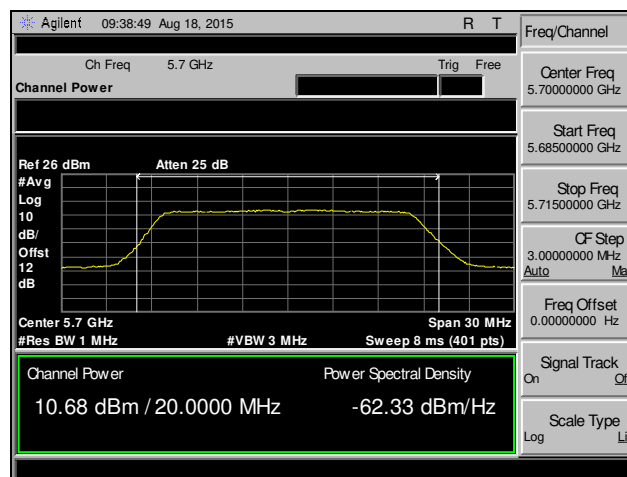 Agilent 09:38:49 Aug 18, 2015 R T
Freq/Channel
Ch Freq 5.7 GHz Trig Free
Channel Power
Center Freq
5.70000000 GHz
Start Freq
5.68500000 GHz
Stop Freq
5.71500000 GHz
CF Step
3.00000000 MHz
Auto Ma
Freq Offset
0.00000000 Hz
Signal Track
On Of
Scale Type
Log Li
Ref 26 dBm Atten 25 dB
#Avg
Log
10
dB/
Offst
12
dB
Center 5.7 GHz Span 30 MHz
#Res BW 1 MHz #VBW 3 MHz Sweep 8 ms (401 pts)
Channel Power Power Spectral Density
10.68 dBm / 20.0000 MHz -62.33 dBm/Hz